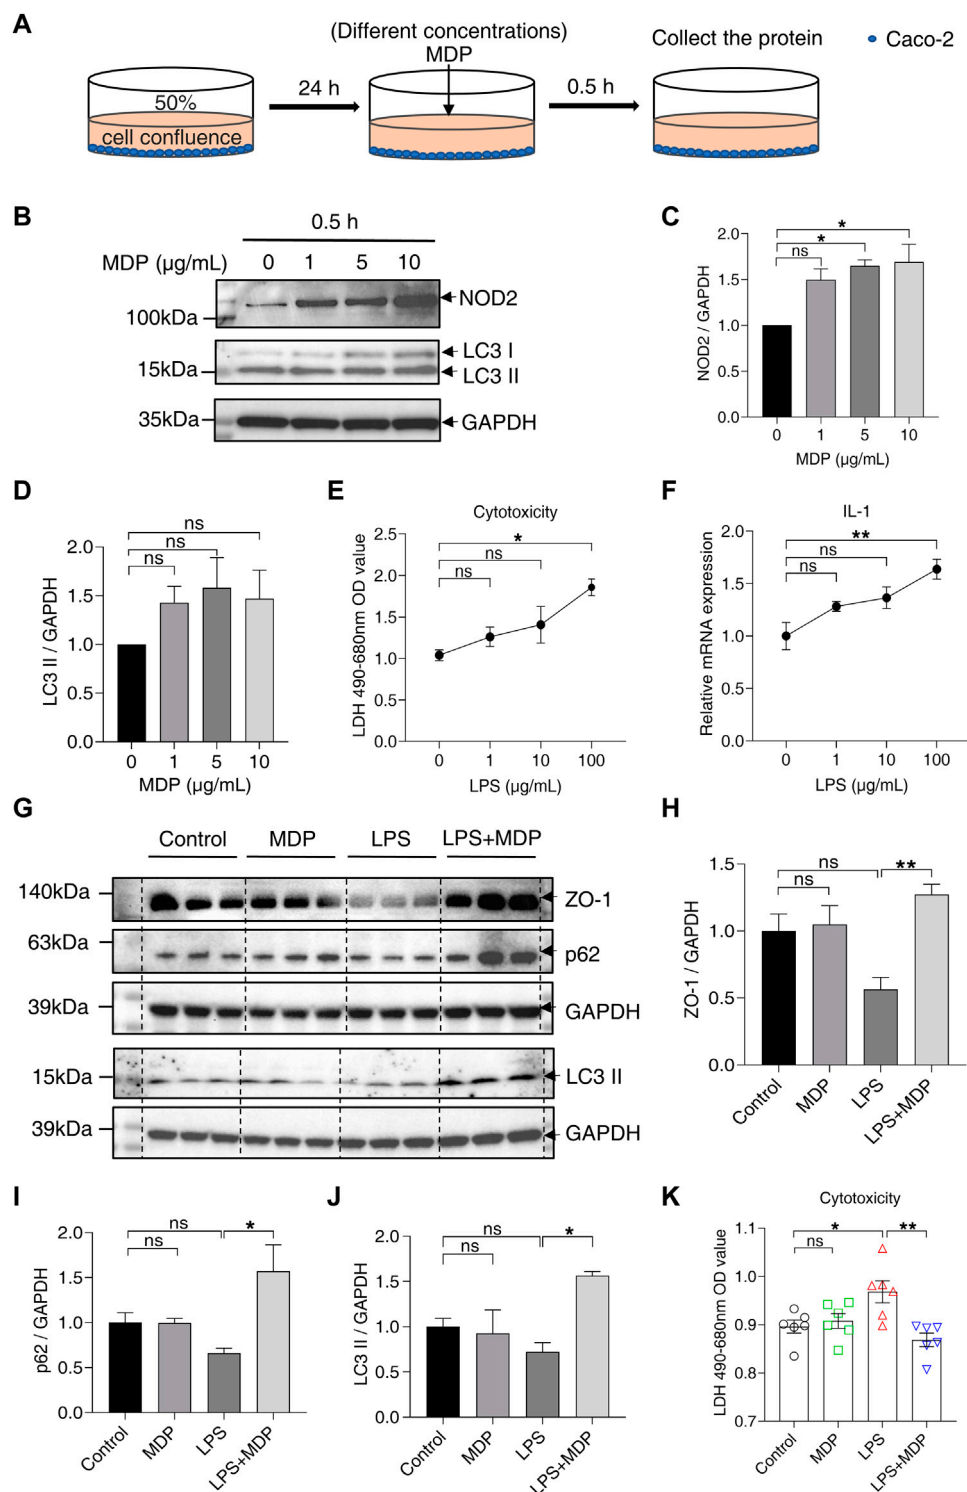 A
(Different concentrations)
MDP
Collect the protein
Caco-2
50%
cell confluence
24 h
0.5 h
B
0.5 h
MDP (µg/mL)
0 1 5 10
100kDa
NOD2
15kDa
LC3 I
LC3 II
35kDa
GAPDH
C
NOD2 / GAPDH
2.0
1.5
1.0
0.5
0.0
ns
*
*
0 1 5 10
MDP (µg/mL)
D
LC3 II / GAPDH
2.0
1.5
1.0
0.5
0.0
ns
ns
ns
0 1 5 10
MDP (µg/mL)
E
Cytotoxicity
LDH 490-680nm OD value
2.5
2.0
1.5
1.0
0.5
0.0
*
ns
ns
0 1 10 100
LPS (µg/mL)
F
IL-1
Relative mRNA expression
2.0
1.5
1.0
0.5
0.0
**
ns
ns
0 1 10 100
LPS (µg/mL)
G
Control MDP LPS LPS+MDP
140kDa
ZO-1
63kDa
p62
39kDa
GAPDH
15kDa
LC3 II
39kDa
GAPDH
H
ZO-1 / GAPDH
1.5
1.0
0.5
0.0
ns
**
ns
Control
MDP
LPS
LPS+MDP
I
p62 / GAPDH
2.0
1.5
1.0
0.5
0.0
ns
*
ns
Control
MDP
LPS
LPS+MDP
J
LC3 II / GAPDH
2.0
1.5
1.0
0.5
0.0
ns
*
ns
Control
MDP
LPS
LPS+MDP
K
Cytotoxicity
LDH 490-680nm OD value
1.1
1.0
0.9
0.8
0.7
*
**
ns
Control
MDP
LPS
LPS+MDP